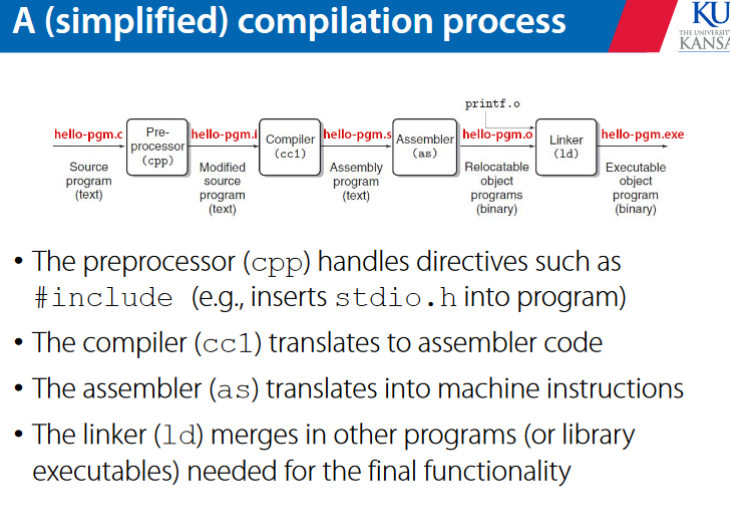 A (simplified) compilation process
KU
THE UNIVERSITY
KANSA
printf.o
hello-pgm.c
Pre-
processor
(cpp)
hello-pgm.i
Compiler
(cc1)
hello-pgm.s
Assembler
(as)
hello-pgm.o
Linker
(ld)
hello-pgm.exe
Source
program
(text)
Modified
source
program
(text)
Assembly
program
(text)
Relocatable
object
programs
(binary)
Executable
object
program
(binary)
• The preprocessor (cpp) handles directives such as
#include (e.g., inserts stdio.h into program)
• The compiler (cc1) translates to assembler code
• The assembler (as) translates into machine instructions
• The linker (ld) merges in other programs (or library
executables) needed for the final functionality